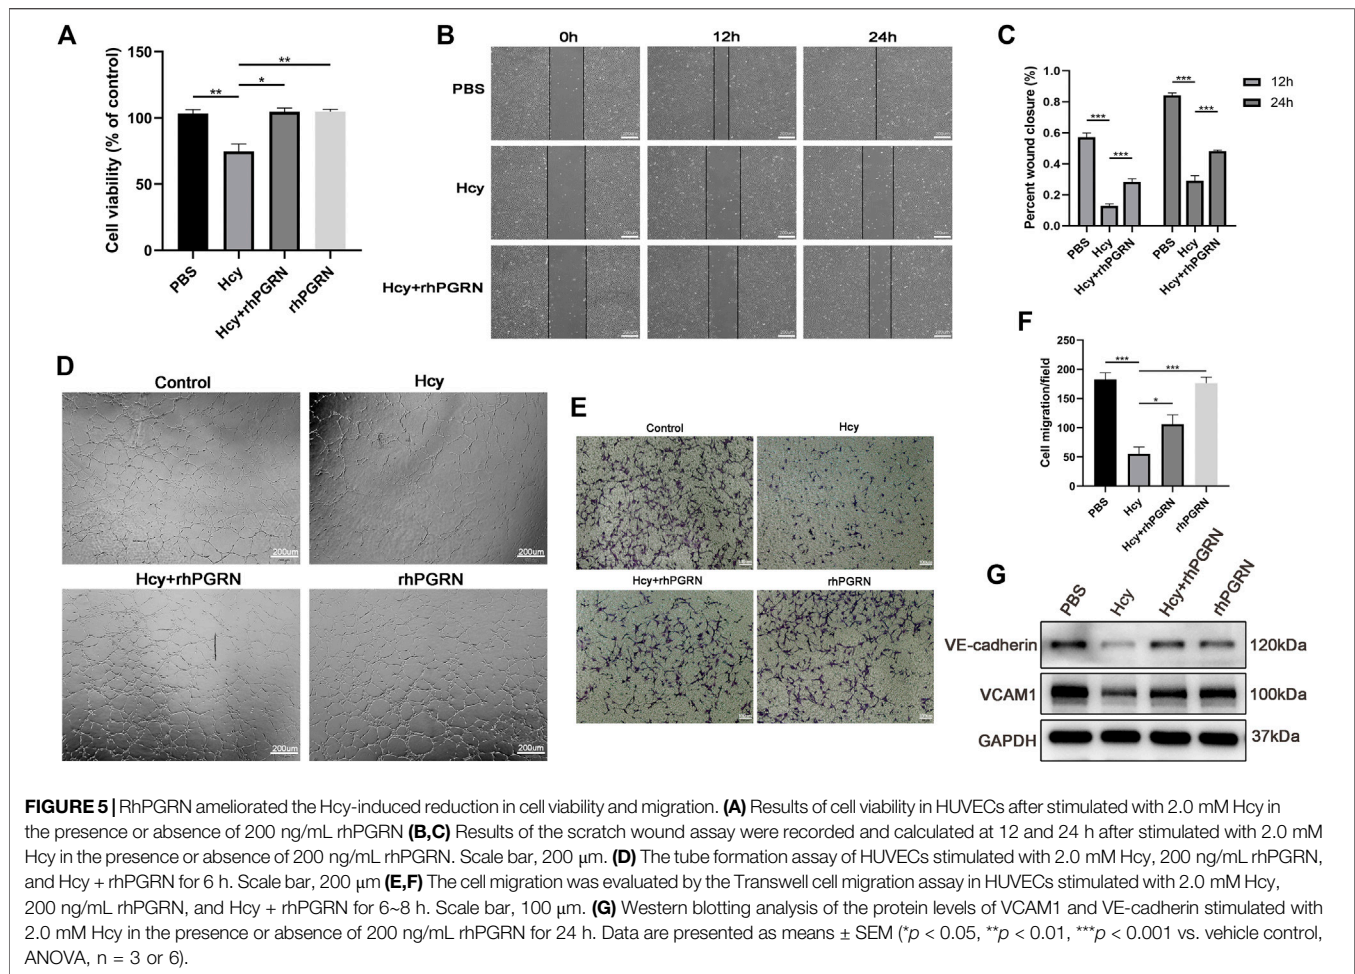 A
Cell viability (% of control)
150
100
50
0
**
*
**
PBS
Hcy
Hcy+rhPGRN
rhPGRN
B
0h
12h
24h
PBS
Hcy
Hcy+rhPGRN
C
Percent wound closure (%)
1.0
0.8
0.6
0.4
0.2
0.0
***
***
***
***
PBS
Hcy
Hcy+rhPGRN
PBS
Hcy
Hcy+rhPGRN
12h
24h
D
Control
Hcy
200um
200um
Hcy+rhPGRN
rhPGRN
200um
200um
E
Control
Hcy
Hcy+rhPGRN
rhPGRN
F
Cell migration/field
250
200
150
100
50
0
***
***
*
PBS
Hcy
Hcy+rhPGRN
rhPGRN
G
PBS
Hcy
Hcy+rhPGRN
rhPGRN
VE-cadherin
120kDa
VCAM1
100kDa
GAPDH
37kDa
FIGURE 5 | RhPGRN ameliorated the Hcy-induced reduction in cell viability and migration. (A) Results of cell viability in HUVECs after stimulated with 2.0 mM Hcy in
the presence or absence of 200 ng/mL rhPGRN (B,C) Results of the scratch wound assay were recorded and calculated at 12 and 24 h after stimulated with 2.0 mM
Hcy in the presence or absence of 200 ng/mL rhPGRN. Scale bar, 200 μm. (D) The tube formation assay of HUVECs stimulated with 2.0 mM Hcy, 200 ng/mL rhPGRN,
and Hcy + rhPGRN for 6 h. Scale bar, 200 μm (E,F) The cell migration was evaluated by the Transwell cell migration assay in HUVECs stimulated with 2.0 mM Hcy,
200 ng/mL rhPGRN, and Hcy + rhPGRN for 6~8 h. Scale bar, 100 μm. (G) Western blotting analysis of the protein levels of VCAM1 and VE-cadherin stimulated with
2.0 mM Hcy in the presence or absence of 200 ng/mL rhPGRN for 24 h. Data are presented as means ± SEM (*p < 0.05, **p < 0.01, ***p < 0.001 vs. vehicle control,
ANOVA, n = 3 or 6).